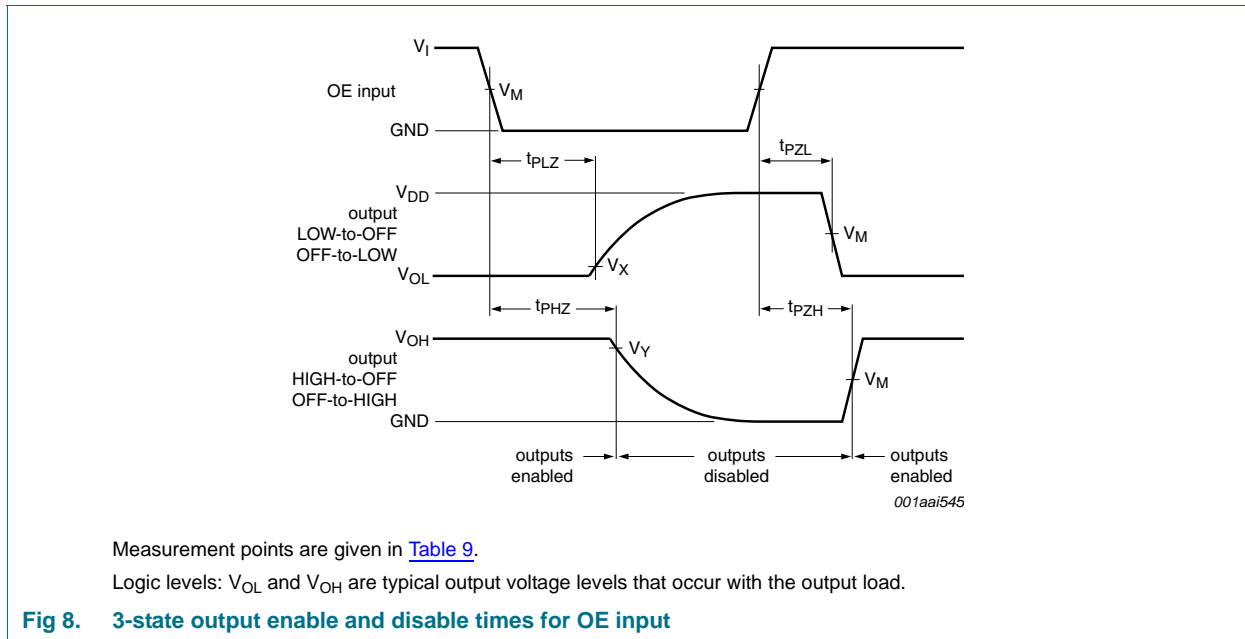 V_I
V_M
OE input
GND
t_PLZ
t_PZL
V_DD
output
LOW-to-OFF
OFF-to-LOW
V_M
V_X
V_OL
t_PHZ
t_PZH
V_OH
V_Y
output
HIGH-to-OFF
OFF-to-HIGH
V_M
GND
outputs
enabled
outputs
disabled
outputs
enabled
001aai545
Measurement points are given in Table 9.
Logic levels: V_OL and V_OH are typical output voltage levels that occur with the output load.
Fig 8. 3-state output enable and disable times for OE input